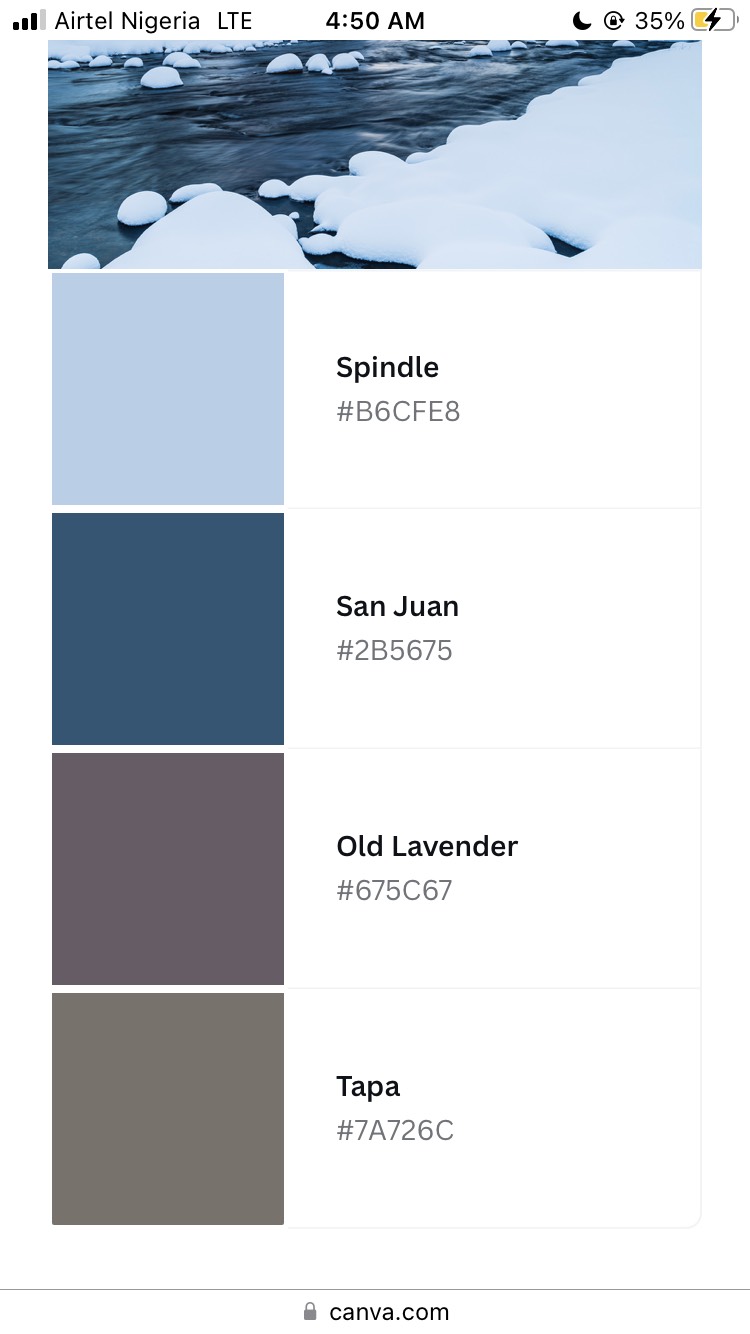 Airtel Nigeria LTE 4:50 AM 35%
Spindle
#B6CFE8
San Juan
#2B5675
Old Lavender
#675C67
Tapa
#7A726C
canva.com